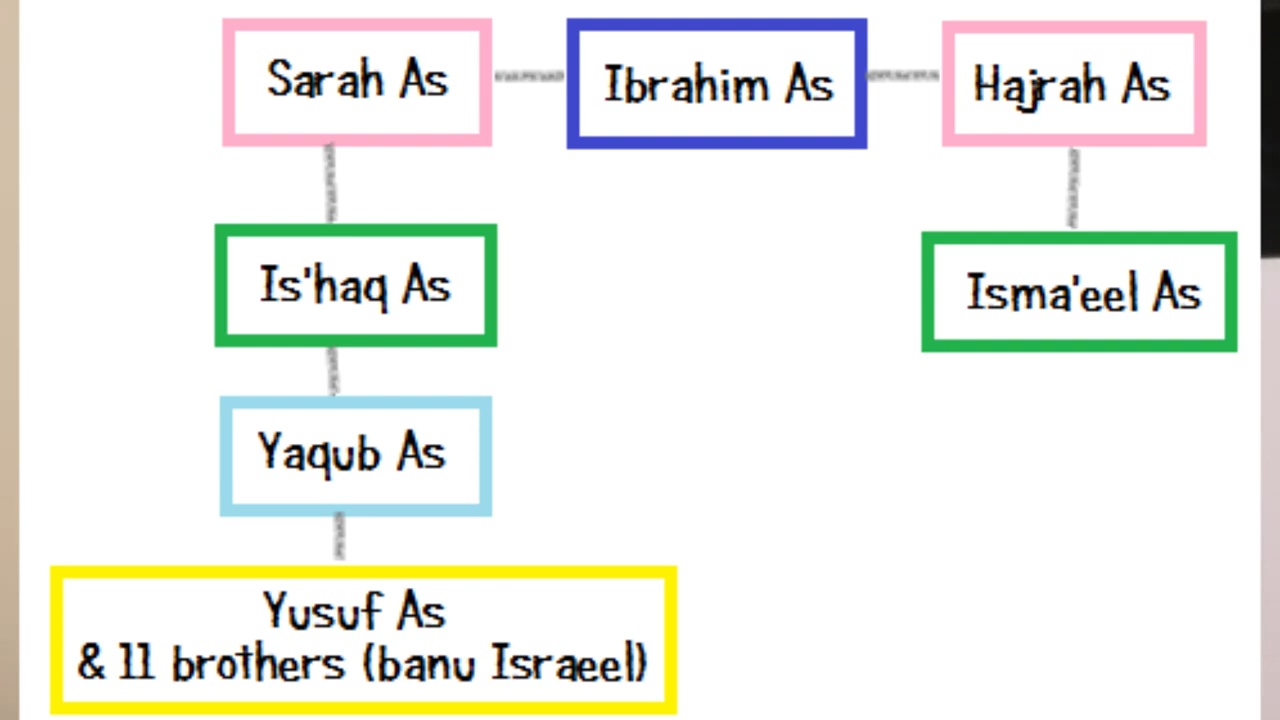 Sarah As
Ibrahim As
Hajrah As
Is'haq As
Isma'eel As
Yaqub As
Yusuf As
& 11 brothers (banu Israeel)